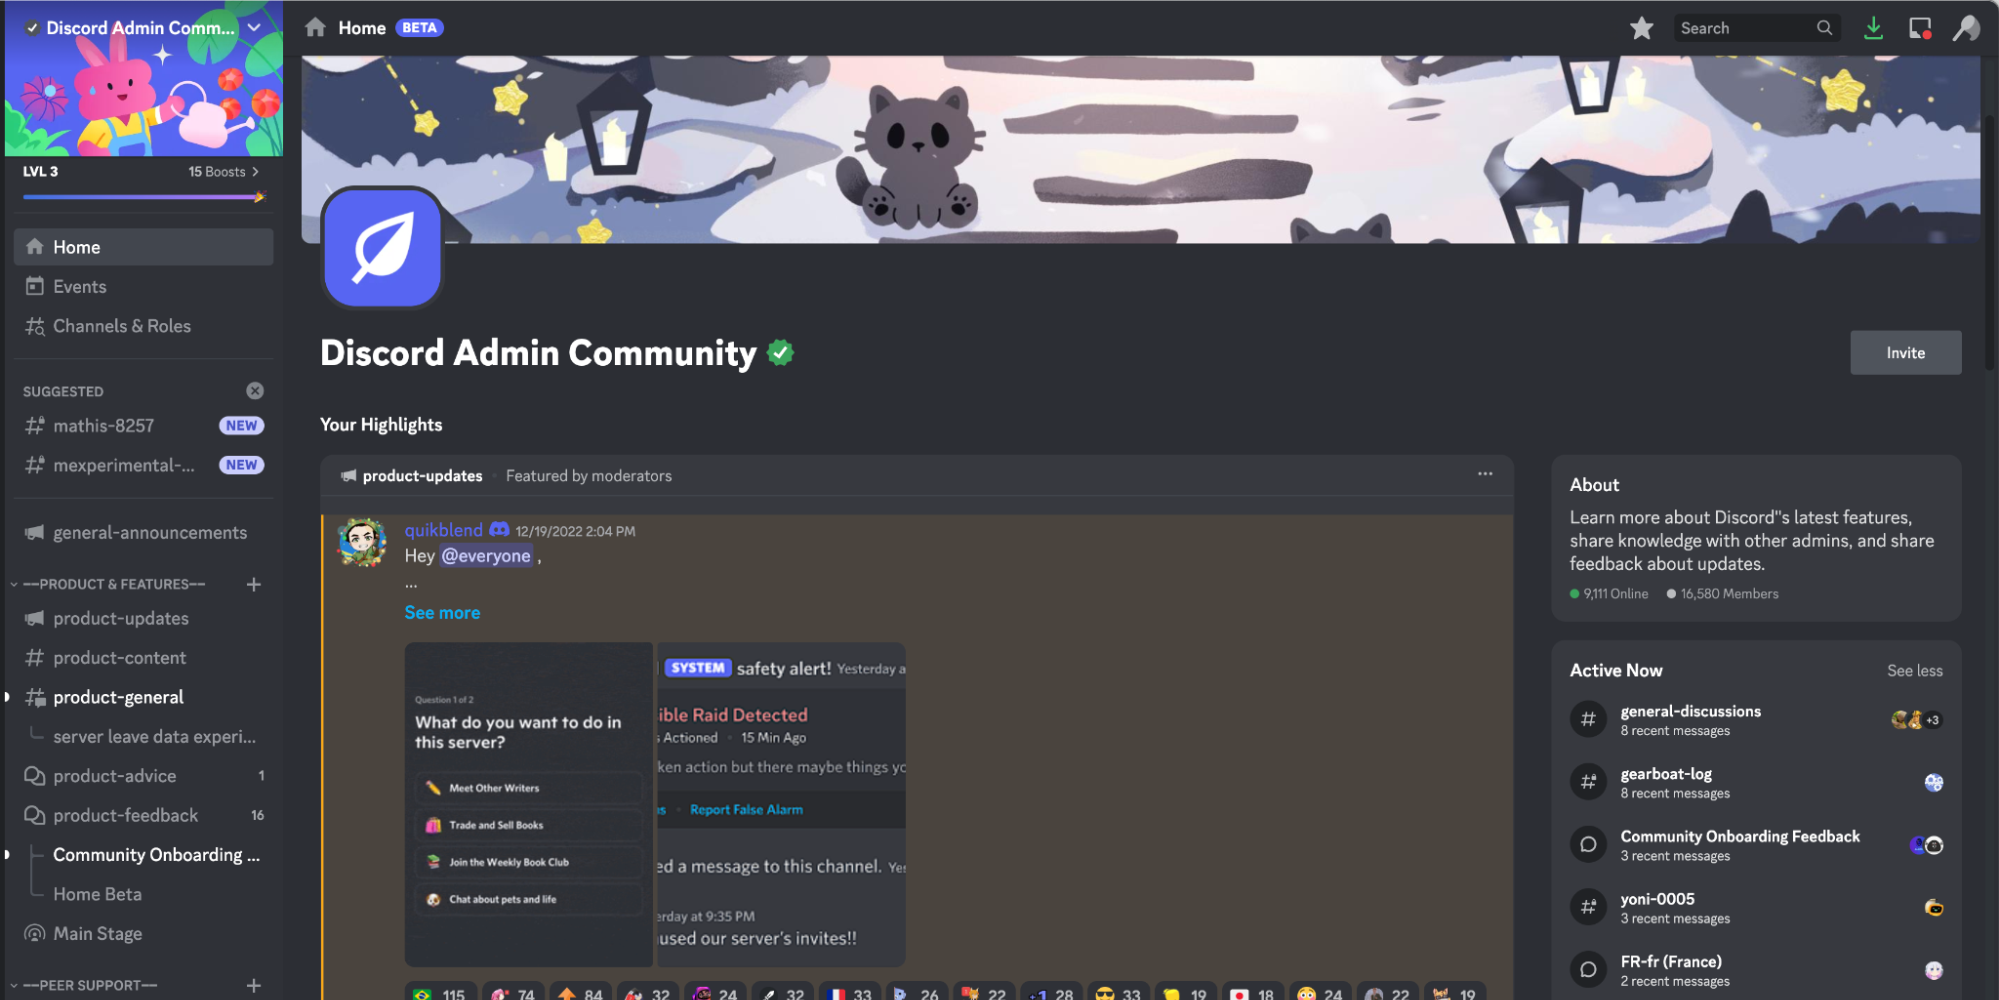 Discord Admin Comm...
LVL 3
15 Boosts
Home
Events
Channels & Roles
SUGGESTED
mathis-8257
NEW
mexperimental-...
NEW
general-announcements
—PRODUCT & FEATURES—
product-updates
product-content
product-general
server leave data experi...
product-advice
1
product-feedback
16
Community Onboarding ...
Home Beta
Main Stage
—PEER SUPPORT—
Home
BETA
Search
Discord Admin Community
Invite
Your Highlights
product-updates
Featured by moderators
quikblend
12/19/2022 2:04 PM
Hey @everyone ,
...
See more
Question 1 of 2
What do you want to do in
this server?
Meet Other Writers
Trade and Sell Books
Join the Weekly Book Club
Chat about pets and life
SYSTEM safety alert! Yesterday a
ible Raid Detected
s Actioned • 15 Min Ago
ken action but there maybe things yo
ns • Report False Alarm
ed a message to this channel. Yes
erday at 9:35 PM
used our server's invites!!
115 74 84 32 24 32 33 26 22 +1 28 33 19 18 24 22 19
About
Learn more about Discord"s latest features,
share knowledge with other admins, and share
feedback about updates.
9,111 Online
16,580 Members
Active Now
See less
general-discussions
8 recent messages
+3
gearboat-log
8 recent messages
Community Onboarding Feedback
3 recent messages
yoni-0005
3 recent messages
FR-fr (France)
2 recent messages